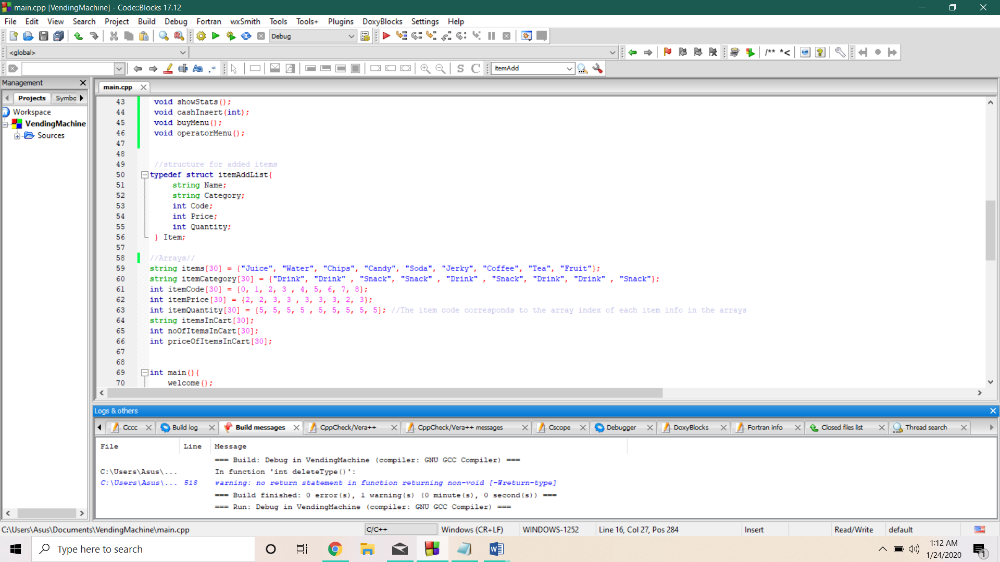 main.cpp [VendingMachine] - Code::Blocks 17.12
File Edit View Search Project Build Debug Fortran wxSmith Tools Tools+ Plugins DoxyBlocks Settings Help
Debug
<global>
/** *<
itemAdd
Management
main.cpp
Projects Symbo
Workspace
VendingMachine
Sources
43 void showStats();
44 void cashInsert(int);
45 void buyMenu();
46 void operatorMenu();
47
48
49 //structure for added items
50 typedef struct itemAddList{
51 string Name;
52 string Category;
53 int Code;
54 int Price;
55 int Quantity;
56 } Item;
57
58 //Arrays//
59 string items[30] = {"Juice", "Water", "Chips", "Candy", "Soda", "Jerky", "Coffee", "Tea", "Fruit"};
60 string itemCategory[30] = {"Drink", "Drink" , "Snack", "Snack" , "Drink" , "Snack", "Drink", "Drink" , "Snack"};
61 int itemCode[30] = {0, 1, 2, 3 , 4, 5, 6, 7, 8};
62 int itemPrice[30] = {2, 2, 3, 3 , 3, 3, 3, 2, 3};
63 int itemQuantity[30] = {5, 5, 5, 5 , 5, 5, 5, 5, 5}; //The item code corresponds to the array index of each item info in the arrays
64 string itemsInCart[30];
65 int noOfItemsInCart[30];
66 int priceOfItemsInCart[30];
67
68
69 int main(){
70 welcome();
Logs & others
Cccc Build log Build messages CppCheck/Vera++ CppCheck/Vera++ messages Cscope Debugger DoxyBlocks Fortran info Closed files list Thread search
File Line Message
=== Build: Debug in VendingMachine (compiler: GNU GCC Compiler) ===
C:\Users\Asus\... In function 'int deleteType()':
C:\Users\Asus\... 518 warning: no return statement in function returning non-void [-Wreturn-type]
=== Build finished: 0 error(s), 1 warning(s) (0 minute(s), 0 second(s)) ===
=== Run: Debug in VendingMachine (compiler: GNU GCC Compiler) ===
C:\Users\Asus\Documents\VendingMachine\main.cpp C/C++ Windows (CR+LF) WINDOWS-1252 Line 16, Col 27, Pos 284 Insert Read/Write default
Type here to search
1:12 AM
1/24/2020
1